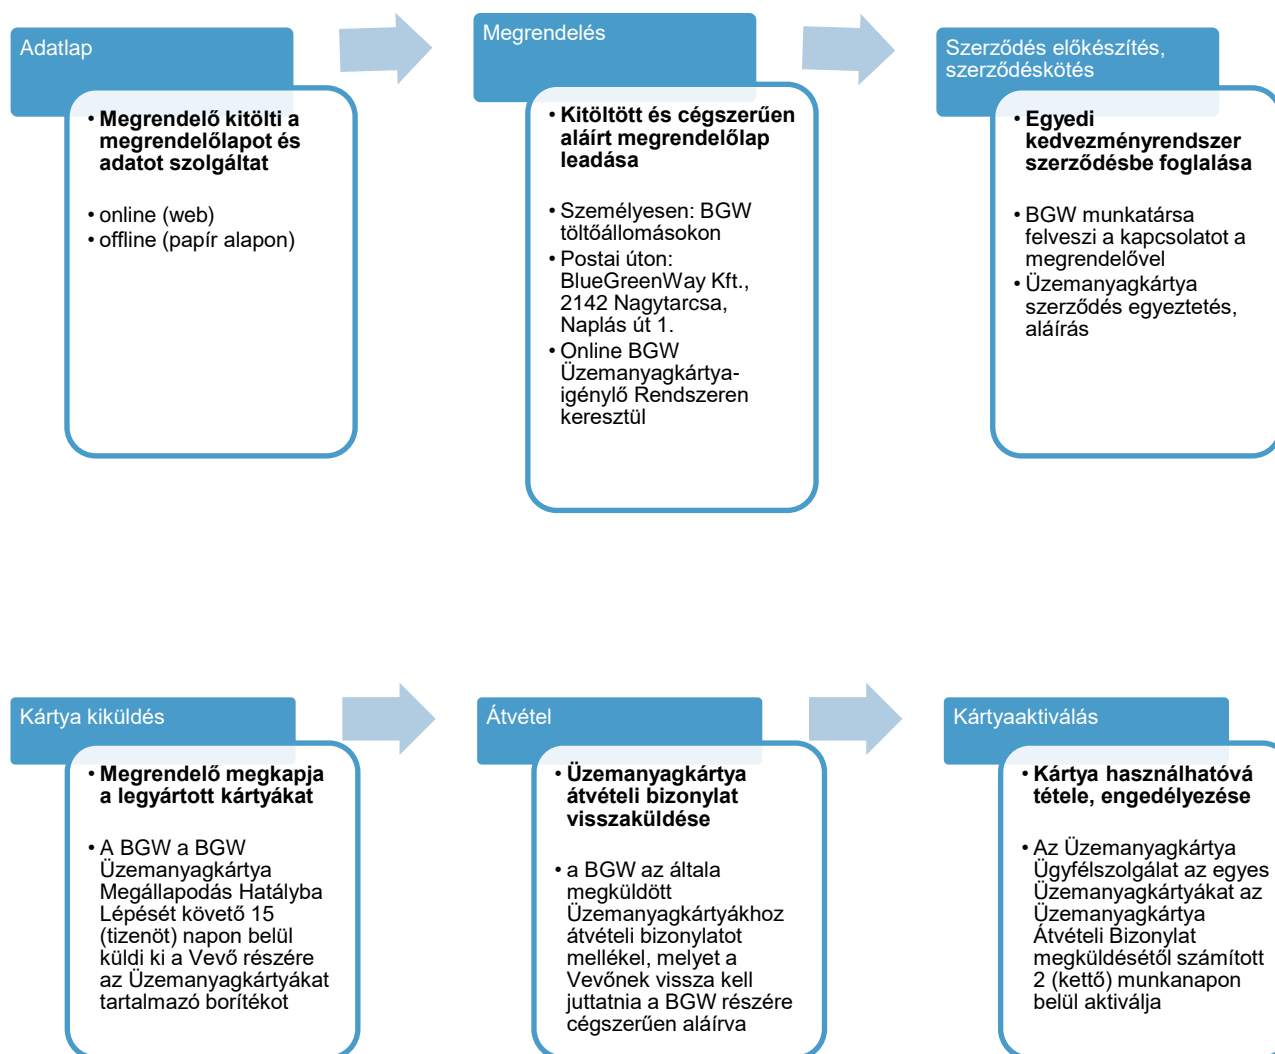 Adatlap
• Megrendelő kitölti a
megrendelőlapot és
adatot szolgáltat
• online (web)
• offline (papír alapon)
Megrendelés
• Kitöltött és cégszerűen
aláírt megrendelőlap
leadása
• Személyesen: BGW
töltőállomásokon
• Postai úton:
BlueGreenWay Kft.,
2142 Nagytarcsa,
Naplás út 1.
• Online BGW
Üzemanyagkártya-
igénylő Rendszeren
keresztül
Szerződés előkészítés,
szerződéskötés
• Egyedi
kedvezményrendszer
szerződésbe foglalása
• BGW munkatársa
felveszi a kapcsolatot a
megrendelővel
• Üzemanyagkártya
szerződés egyeztetés,
aláírás
Kártya kiküldés
• Megrendelő megkapja
a legyártott kártyákat
• A BGW a BGW
Üzemanyagkártya
Megállapodás Hatályba
Lépését követő 15
(tizenöt) napon belül
küldi ki a Vevő részére
az Üzemanyagkártyákat
tartalmazó borítékot
Átvétel
• Üzemanyagkártya
átvételi bizonylat
visszaküldése
• a BGW az általa
megküldött
Üzemanyagkártyákhoz
átvételi bizonylatot
mellékel, melyet a
Vevőnek vissza kell
juttatnia a BGW részére
cégszerűen aláírva
Kártyaaktiválás
• Kártya használhatóvá
tétele, engedélyezése
• Az Üzemanyagkártya
Ügyfélszolgálat az egyes
Üzemanyagkártyákat az
Üzemanyagkártya
Átvételi Bizonylat
megküldésétől számított
2 (kettő) munkanapon
belül aktiválja